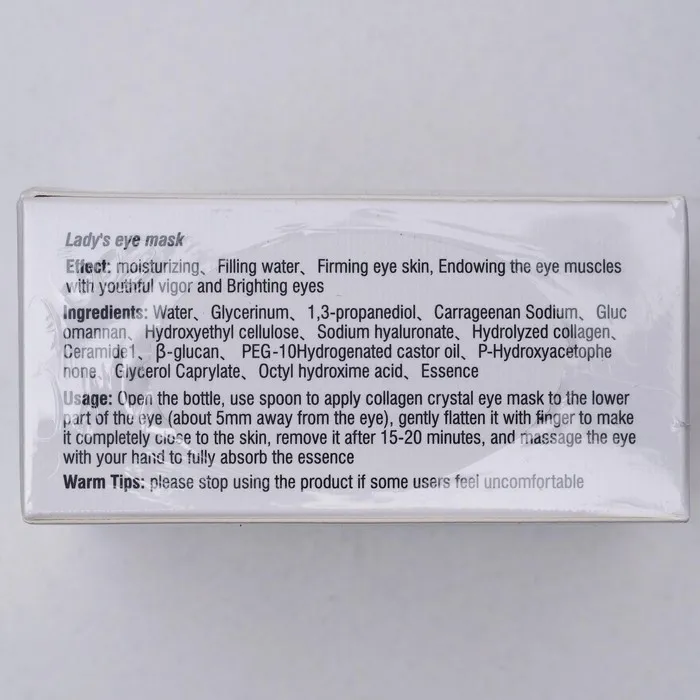 Lady's eye mask
Effect: moisturizing、 Filling water、 Firming eye skin, Endowing the eye muscles
with youthful vigor and Brighting eyes
Ingredients: Water、 Glycerinum、 1,3-propanediol、 Carrageenan Sodium、 Gluc
omannan、 Hydroxyethyl cellulose、 Sodium hyaluronate、 Hydrolyzed collagen、
Ceramide1、 β-glucan、 PEG-10Hydrogenated castor oil、 P-Hydroxyacetophe
none、 Glycerol Caprylate、 Octyl hydroxime acid、 Essence
Usage: Open the bottle, use spoon to apply collagen crystal eye mask to the lower
part of the eye (about 5mm away from the eye), gently flatten it with finger to make
it completely close to the skin, remove it after 15-20 minutes, and massage the eye
with your hand to fully absorb the essence
Warm Tips: please stop using the product if some users feel uncomfortable